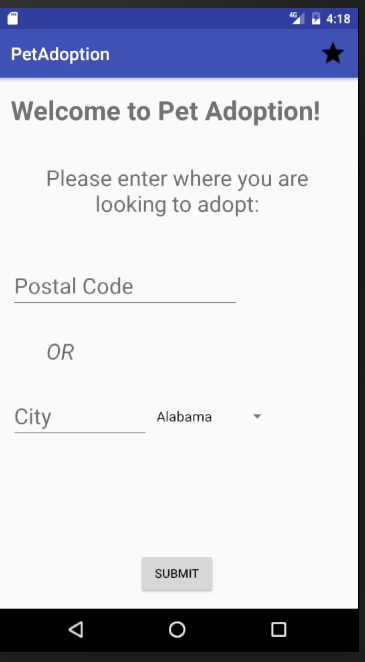 4G 4:18
PetAdoption
Welcome to Pet Adoption!
Please enter where you are
looking to adopt:
Postal Code
OR
City Alabama
SUBMIT